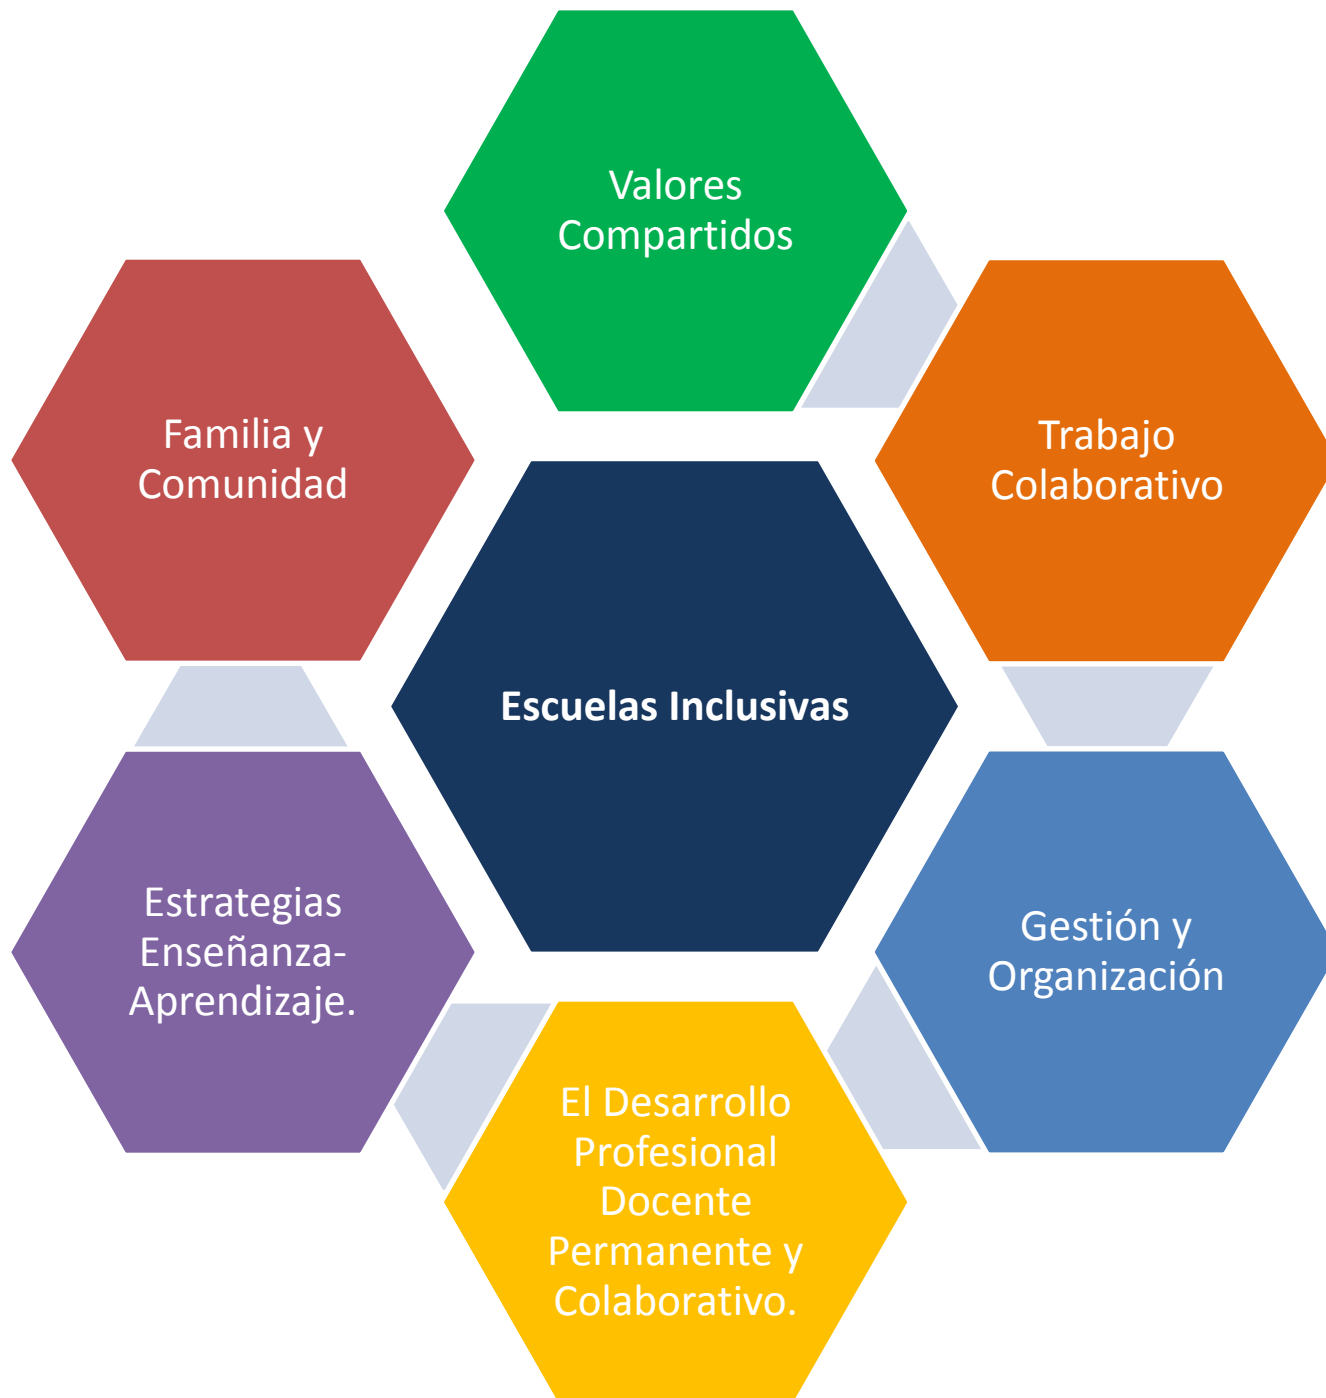 Valores
Compartidos
Familia y
Comunidad
Trabajo
Colaborativo
Escuelas Inclusivas
Estrategias
Enseñanza-
Aprendizaje.
Gestión y
Organización
El Desarrollo
Profesional
Docente
Permanente y
Colaborativo.